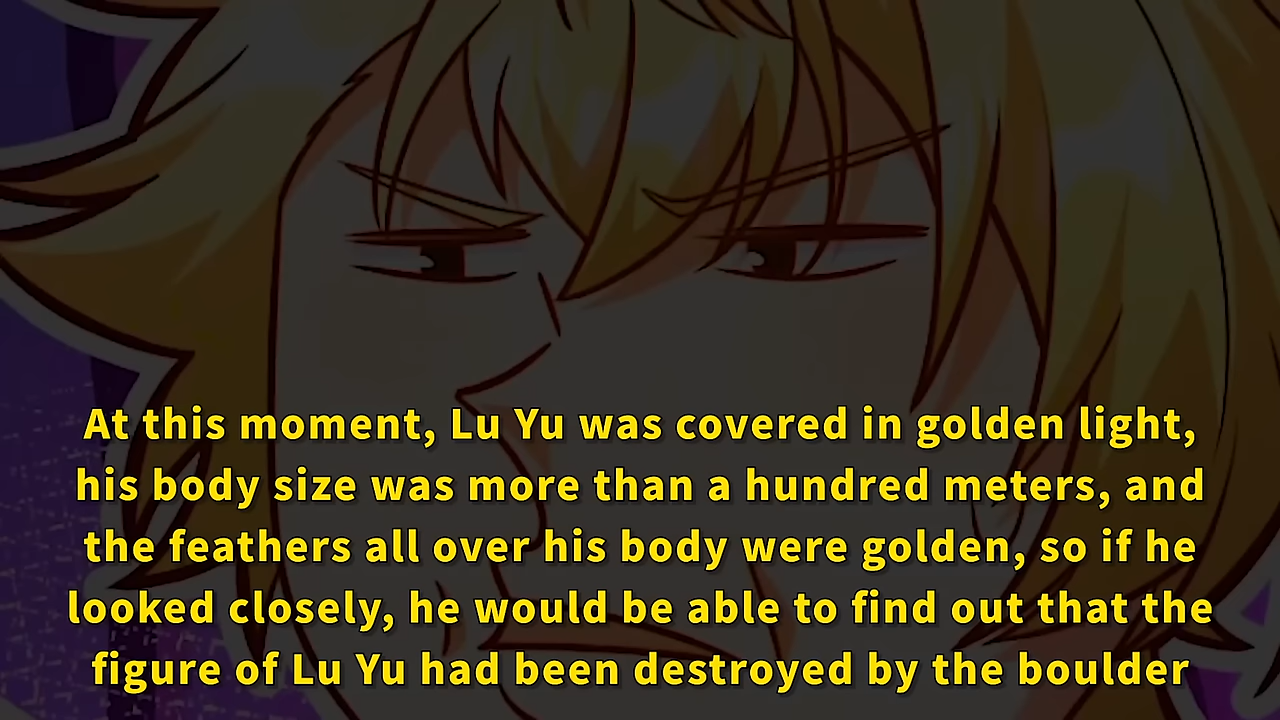 At this moment, Lu Yu was covered in golden light,
his body size was more than a hundred meters, and
the feathers all over his body were golden, so if he
looked closely, he would be able to find out that the
figure of Lu Yu had been destroyed by the boulder